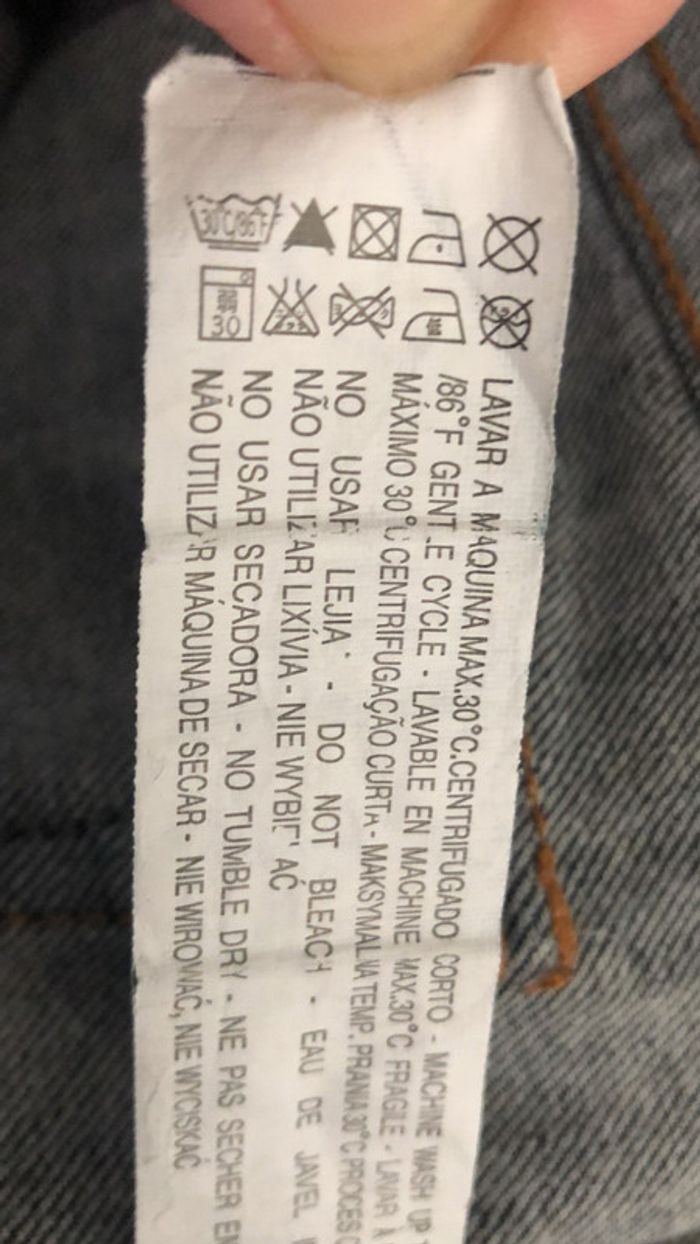 30°C/86°F
30
LAVAR A MAQUINA MAX.30°C.CENTRIFUGADO CORTO - MACHINE WASH UP
/86°F GENTLE CYCLE - LAVABLE EN MACHINE MAX.30°C FRAGILE - LAVAR À
MÁXIMO 30°C CENTRIFUGAÇÃO CURTA - MAKSYMALNA TEMP. PRANIA 30°C PROCES
NO USAR LEJIA - DO NOT BLEACH - EAU DE JAVEL
NÃO UTILIZAR LIXÍVIA - NIE WYBIELAĆ
NO USAR SECADORA - NO TUMBLE DRY - NE PAS SECHER EN
NÃO UTILIZAR MÁQUINA DE SECAR - NIE WIROWAĆ, NIE WYCISKAĆ